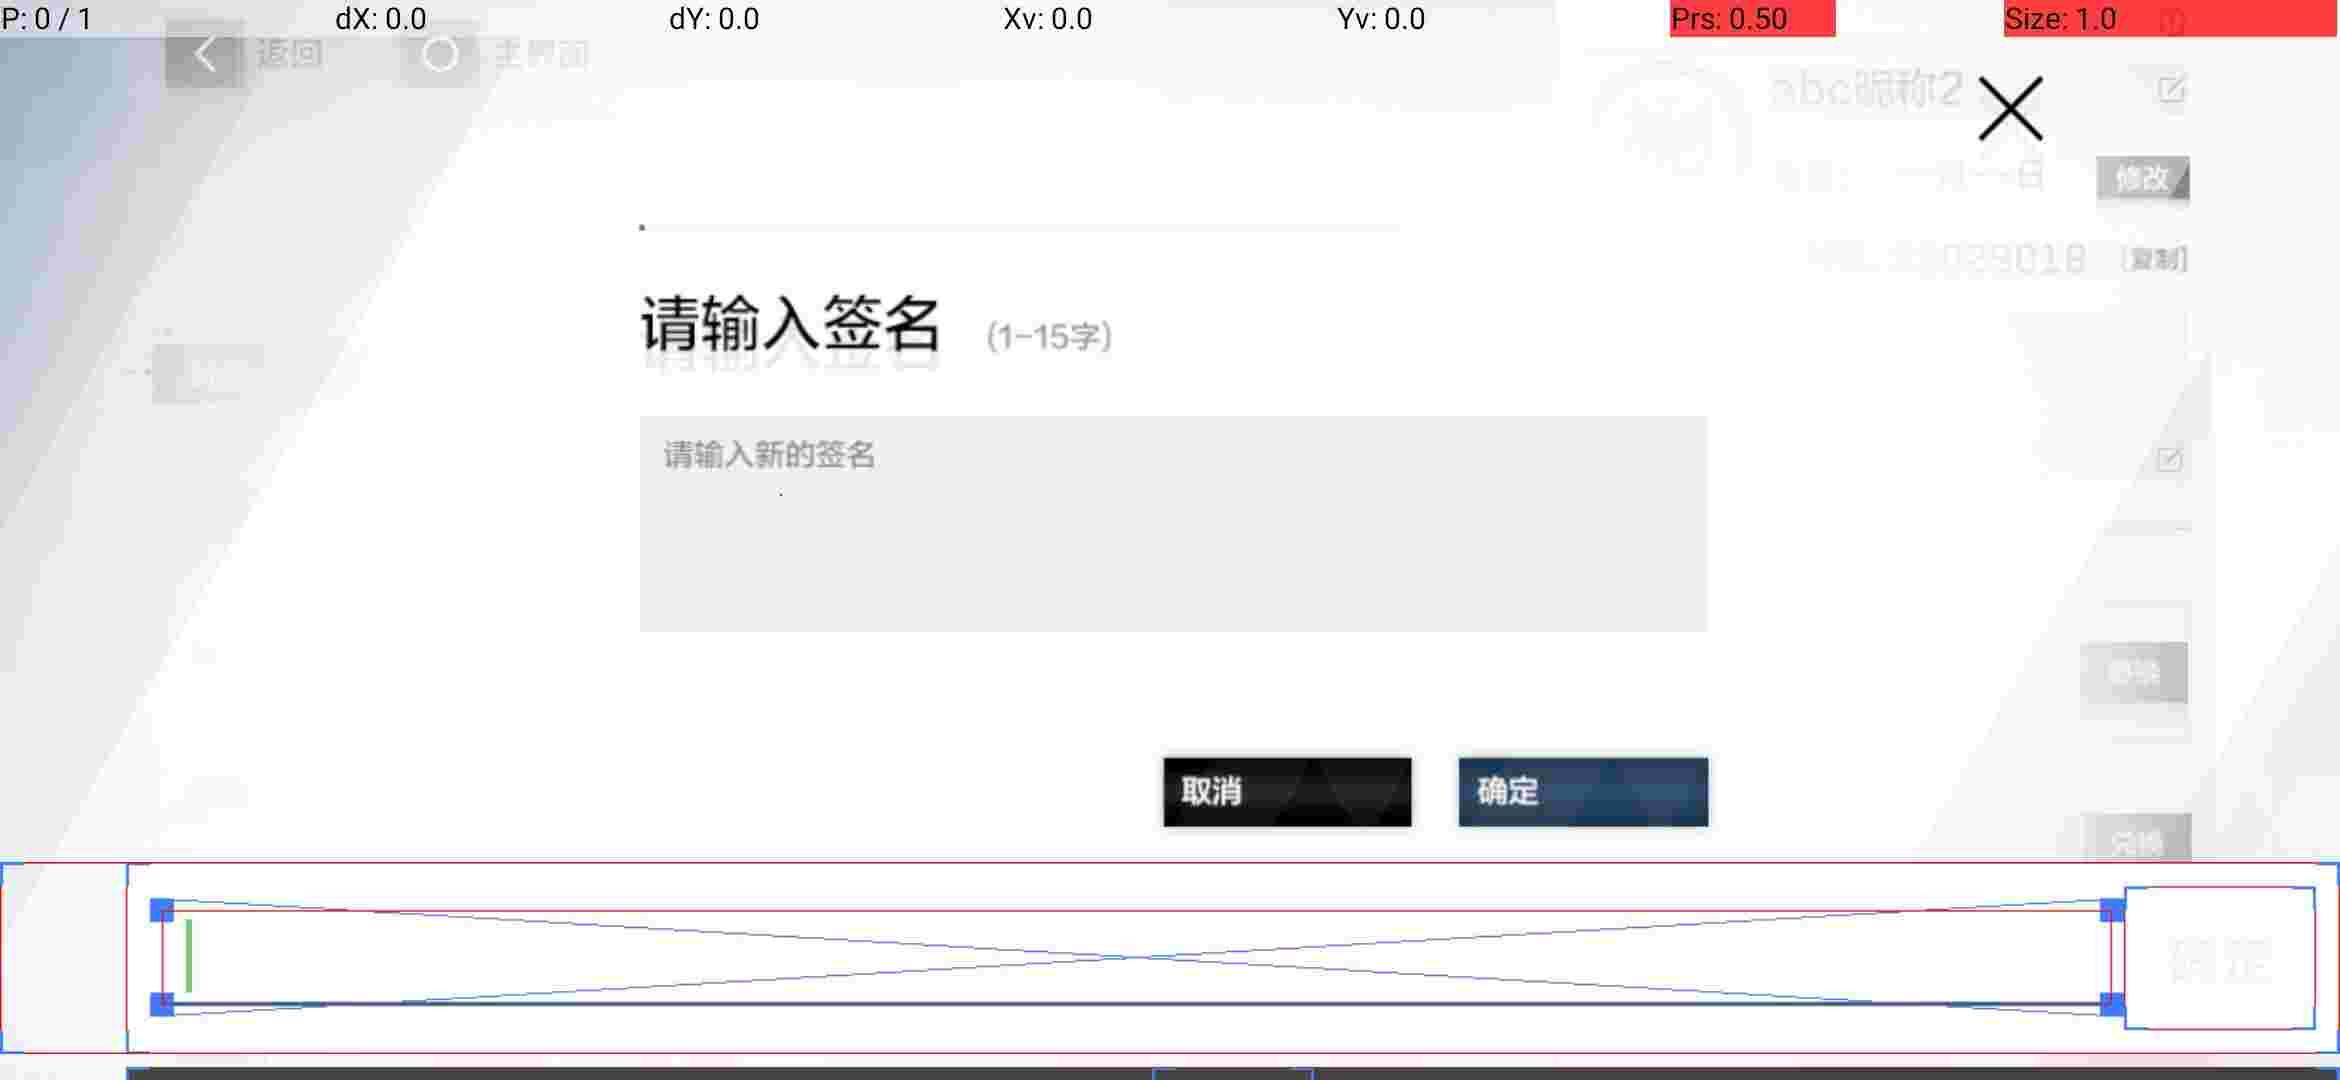 P: 0 / 1 dX: 0.0 dY: 0.0 Xv: 0.0 Yv: 0.0 Prs: 0.50 Size: 1.0
返回 主界面
abc昵称2
日 修改
[复制]
请输入签名 (1-15字)
请输入新的签名
取消 确定
确定